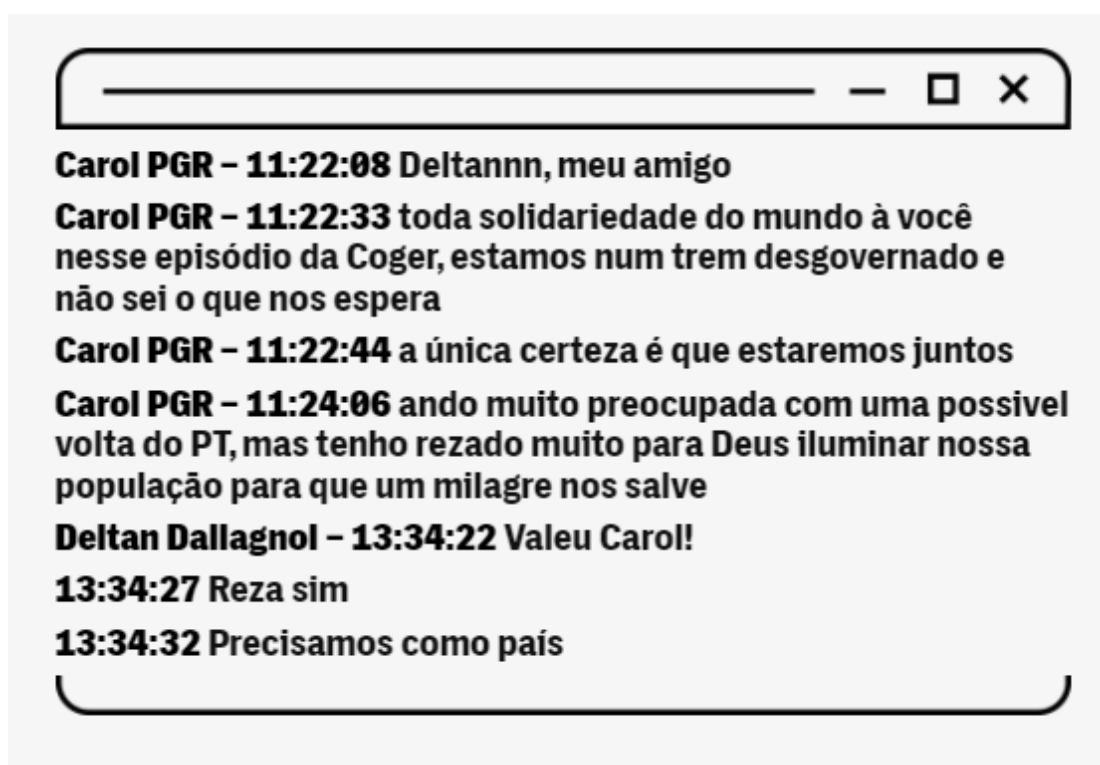 Carol PGR – 11:22:08 Deltannn, meu amigo
Carol PGR – 11:22:33 toda solidariedade do mundo à você
nesse episódio da Coger, estamos num trem desgovernado e
não sei o que nos espera
Carol PGR – 11:22:44 a única certeza é que estaremos juntos
Carol PGR – 11:24:06 ando muito preocupada com uma possivel
volta do PT, mas tenho rezado muito para Deus iluminar nossa
população para que um milagre nos salve
Deltan Dallagnol – 13:34:22 Valeu Carol!
13:34:27 Reza sim
13:34:32 Precisamos como país